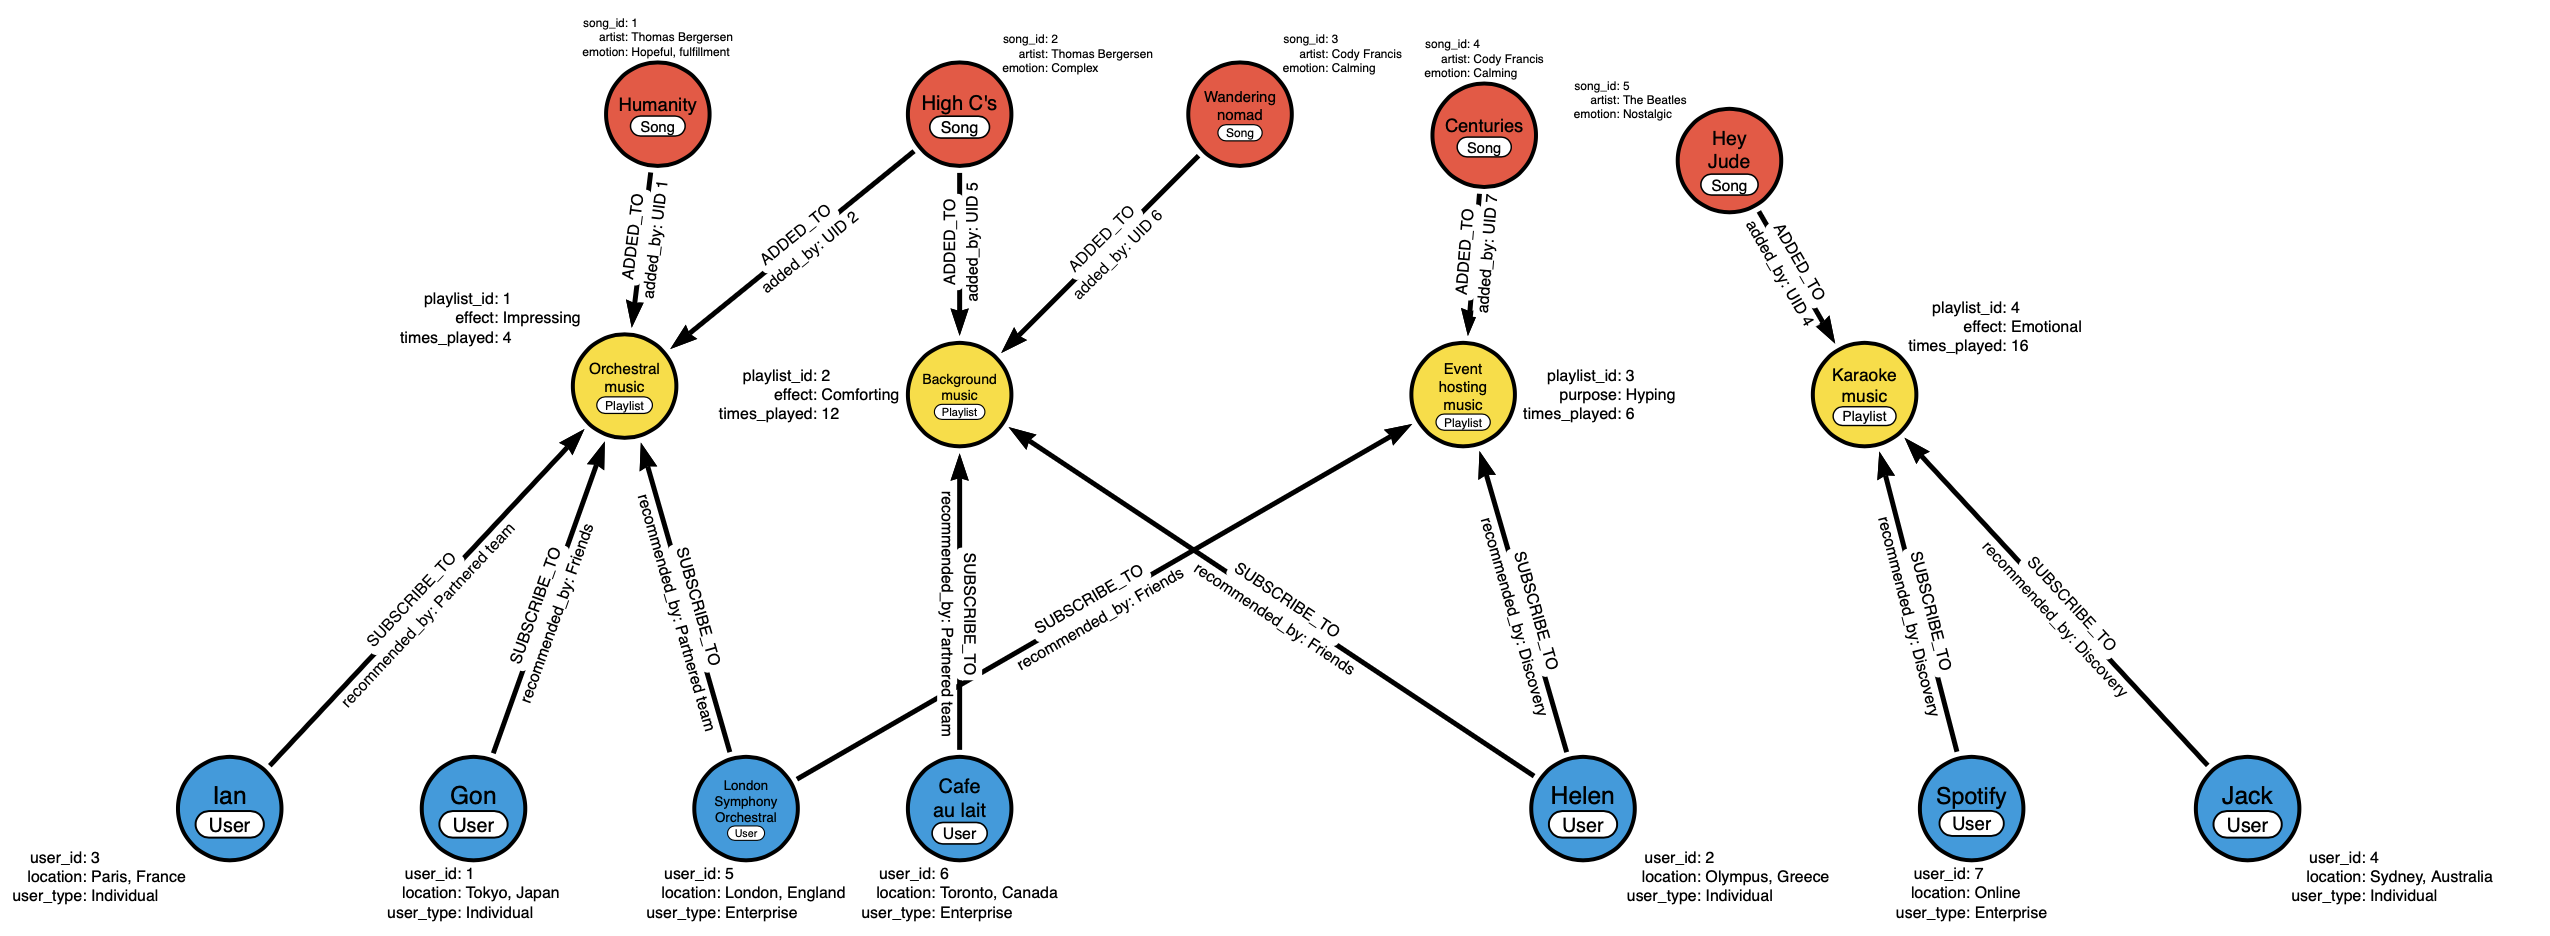 song_id: 1
artist: Thomas Bergersen
emotion: Hopeful, fulfillment
Humanity
Song
song_id: 2
artist: Thomas Bergersen
emotion: Complex
High C's
Song
song_id: 3
artist: Cody Francis
emotion: Calming
Wandering
nomad
Song
song_id: 4
artist: Cody Francis
emotion: Calming
Centuries
Song
song_id: 5
artist: The Beatles
emotion: Nostalgic
Hey
Jude
Song
ADDED_TO
added_by: UID 1
ADDED_TO
added_by: UID 2
ADDED_TO
added_by: UID 5
ADDED_TO
added_by: UID 6
ADDED_TO
added_by: UID 7
ADDED_TO
added_by: UID 4
playlist_id: 1
effect: Impressing
times_played: 4
Orchestral
music
Playlist
playlist_id: 2
effect: Comforting
times_played: 12
Background
music
Playlist
Event
hosting
music
Playlist
playlist_id: 3
purpose: Hyping
times_played: 6
Karaoke
music
Playlist
playlist_id: 4
effect: Emotional
times_played: 16
SUBSCRIBE_TO
recommended_by: Partnered team
SUBSCRIBE_TO
recommended_by: Friends
SUBSCRIBE_TO
recommended_by: Partnered team
SUBSCRIBE_TO
recommended_by: Partnered team
SUBSCRIBE_TO
recommended_by: Friends
SUBSCRIBE_TO
recommended_by: Friends
SUBSCRIBE_TO
recommended_by: Discovery
SUBSCRIBE_TO
recommended_by: Discovery
SUBSCRIBE_TO
recommended_by: Discovery
Ian
User
user_id: 3
location: Paris, France
user_type: Individual
Gon
User
user_id: 1
location: Tokyo, Japan
user_type: Individual
London
Symphony
Orchestral
User
user_id: 5
location: London, England
user_type: Enterprise
Cafe
au lait
User
user_id: 6
location: Toronto, Canada
user_type: Enterprise
Helen
User
user_id: 2
location: Olympus, Greece
user_type: Individual
Spotify
User
user_id: 7
location: Online
user_type: Enterprise
Jack
User
user_id: 4
location: Sydney, Australia
user_type: Individual